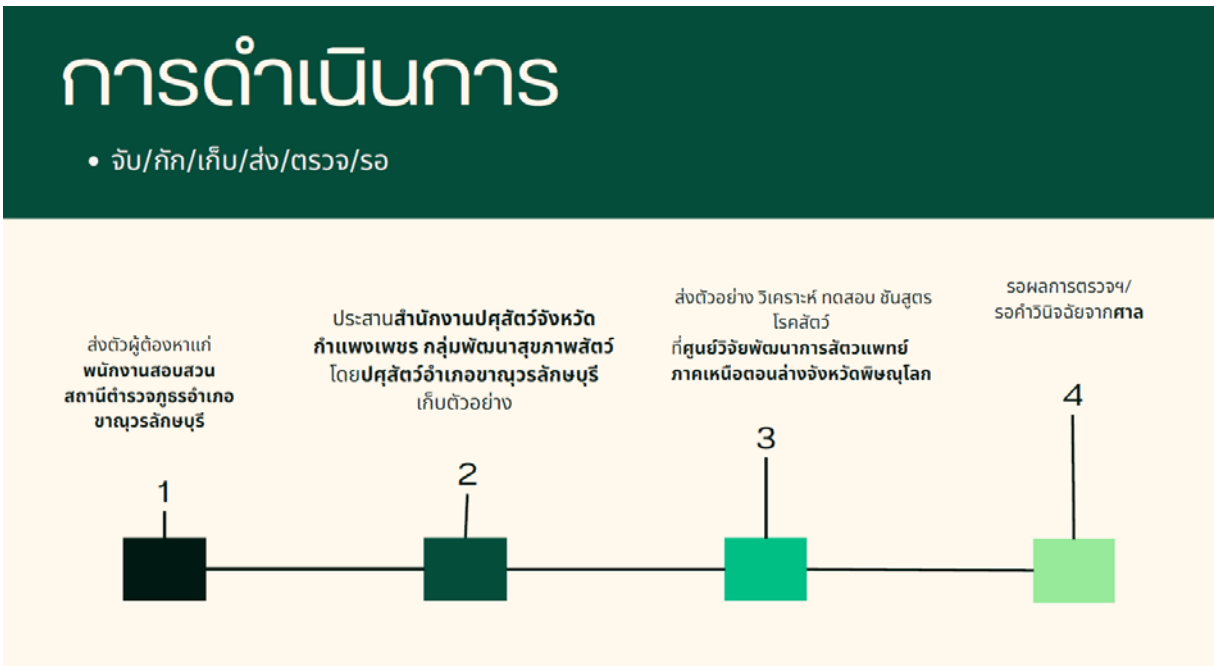 การดำเนินการ
• จับ/กัก/เก็บ/ส่ง/ตรวจ/รอ
ส่งตัวผู้ต้องหาแก่
พนักงานสอบสวน
สถานีตำรวจภูธรอำเภอ
ขาณุวรลักษบุรี
1
ประสานสำนักงานปศุสัตว์จังหวัด
กำแพงเพชร กลุ่มพัฒนาสุขภาพสัตว์
โดยปศุสัตว์อำเภอขาณุวรลักษบุรี
เก็บตัวอย่าง
2
ส่งตัวอย่าง วิเคราะห์ ทดสอบ ชันสูตร
โรคสัตว์
ที่ศูนย์วิจัยพัฒนาการสัตวแพทย์
ภาคเหนือตอนล่างจังหวัดพิษณุโลก
3
รอผลการตรวจฯ/
รอคำวินิจฉัยจากศาล
4